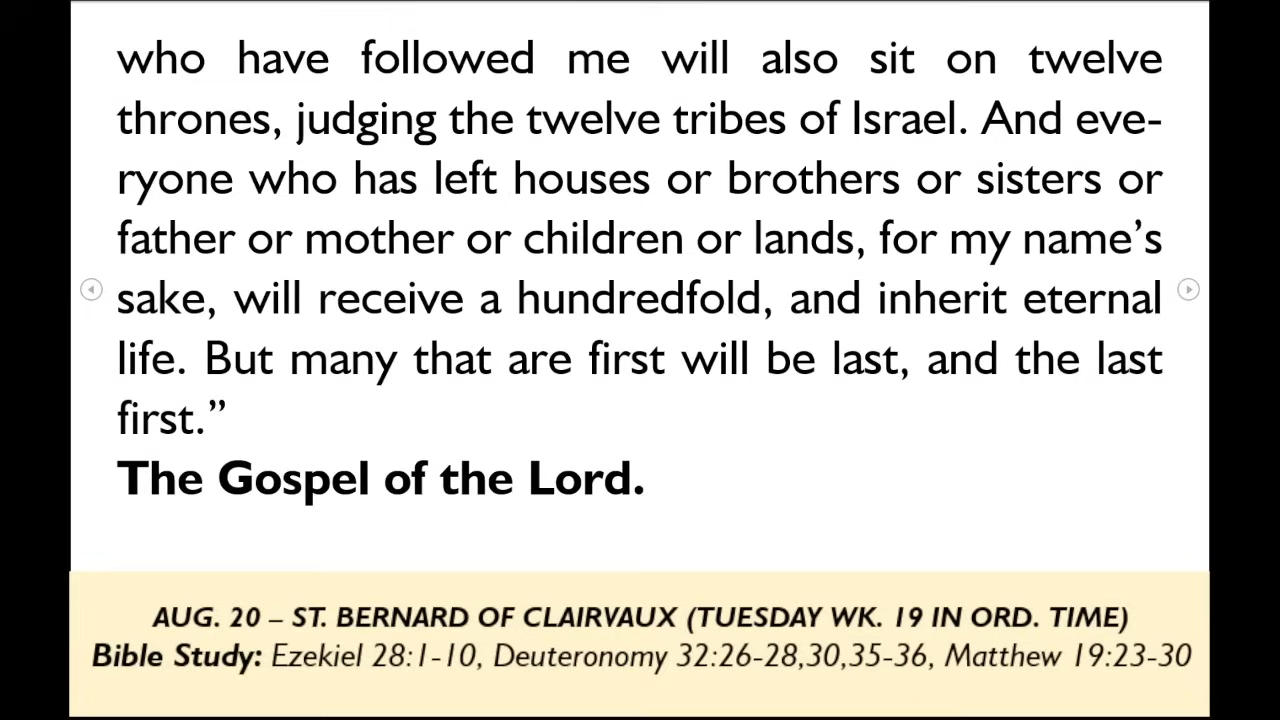 who have followed me will also sit on twelve
thrones, judging the twelve tribes of Israel. And eve-
ryone who has left houses or brothers or sisters or
father or mother or children or lands, for my name’s
sake, will receive a hundredfold, and inherit eternal
life. But many that are first will be last, and the last
first.”
The Gospel of the Lord.
AUG. 20 – ST. BERNARD OF CLAIRVAUX (TUESDAY WK. 19 IN ORD. TIME)
Bible Study: Ezekiel 28:1-10, Deuteronomy 32:26-28,30,35-36, Matthew 19:23-30